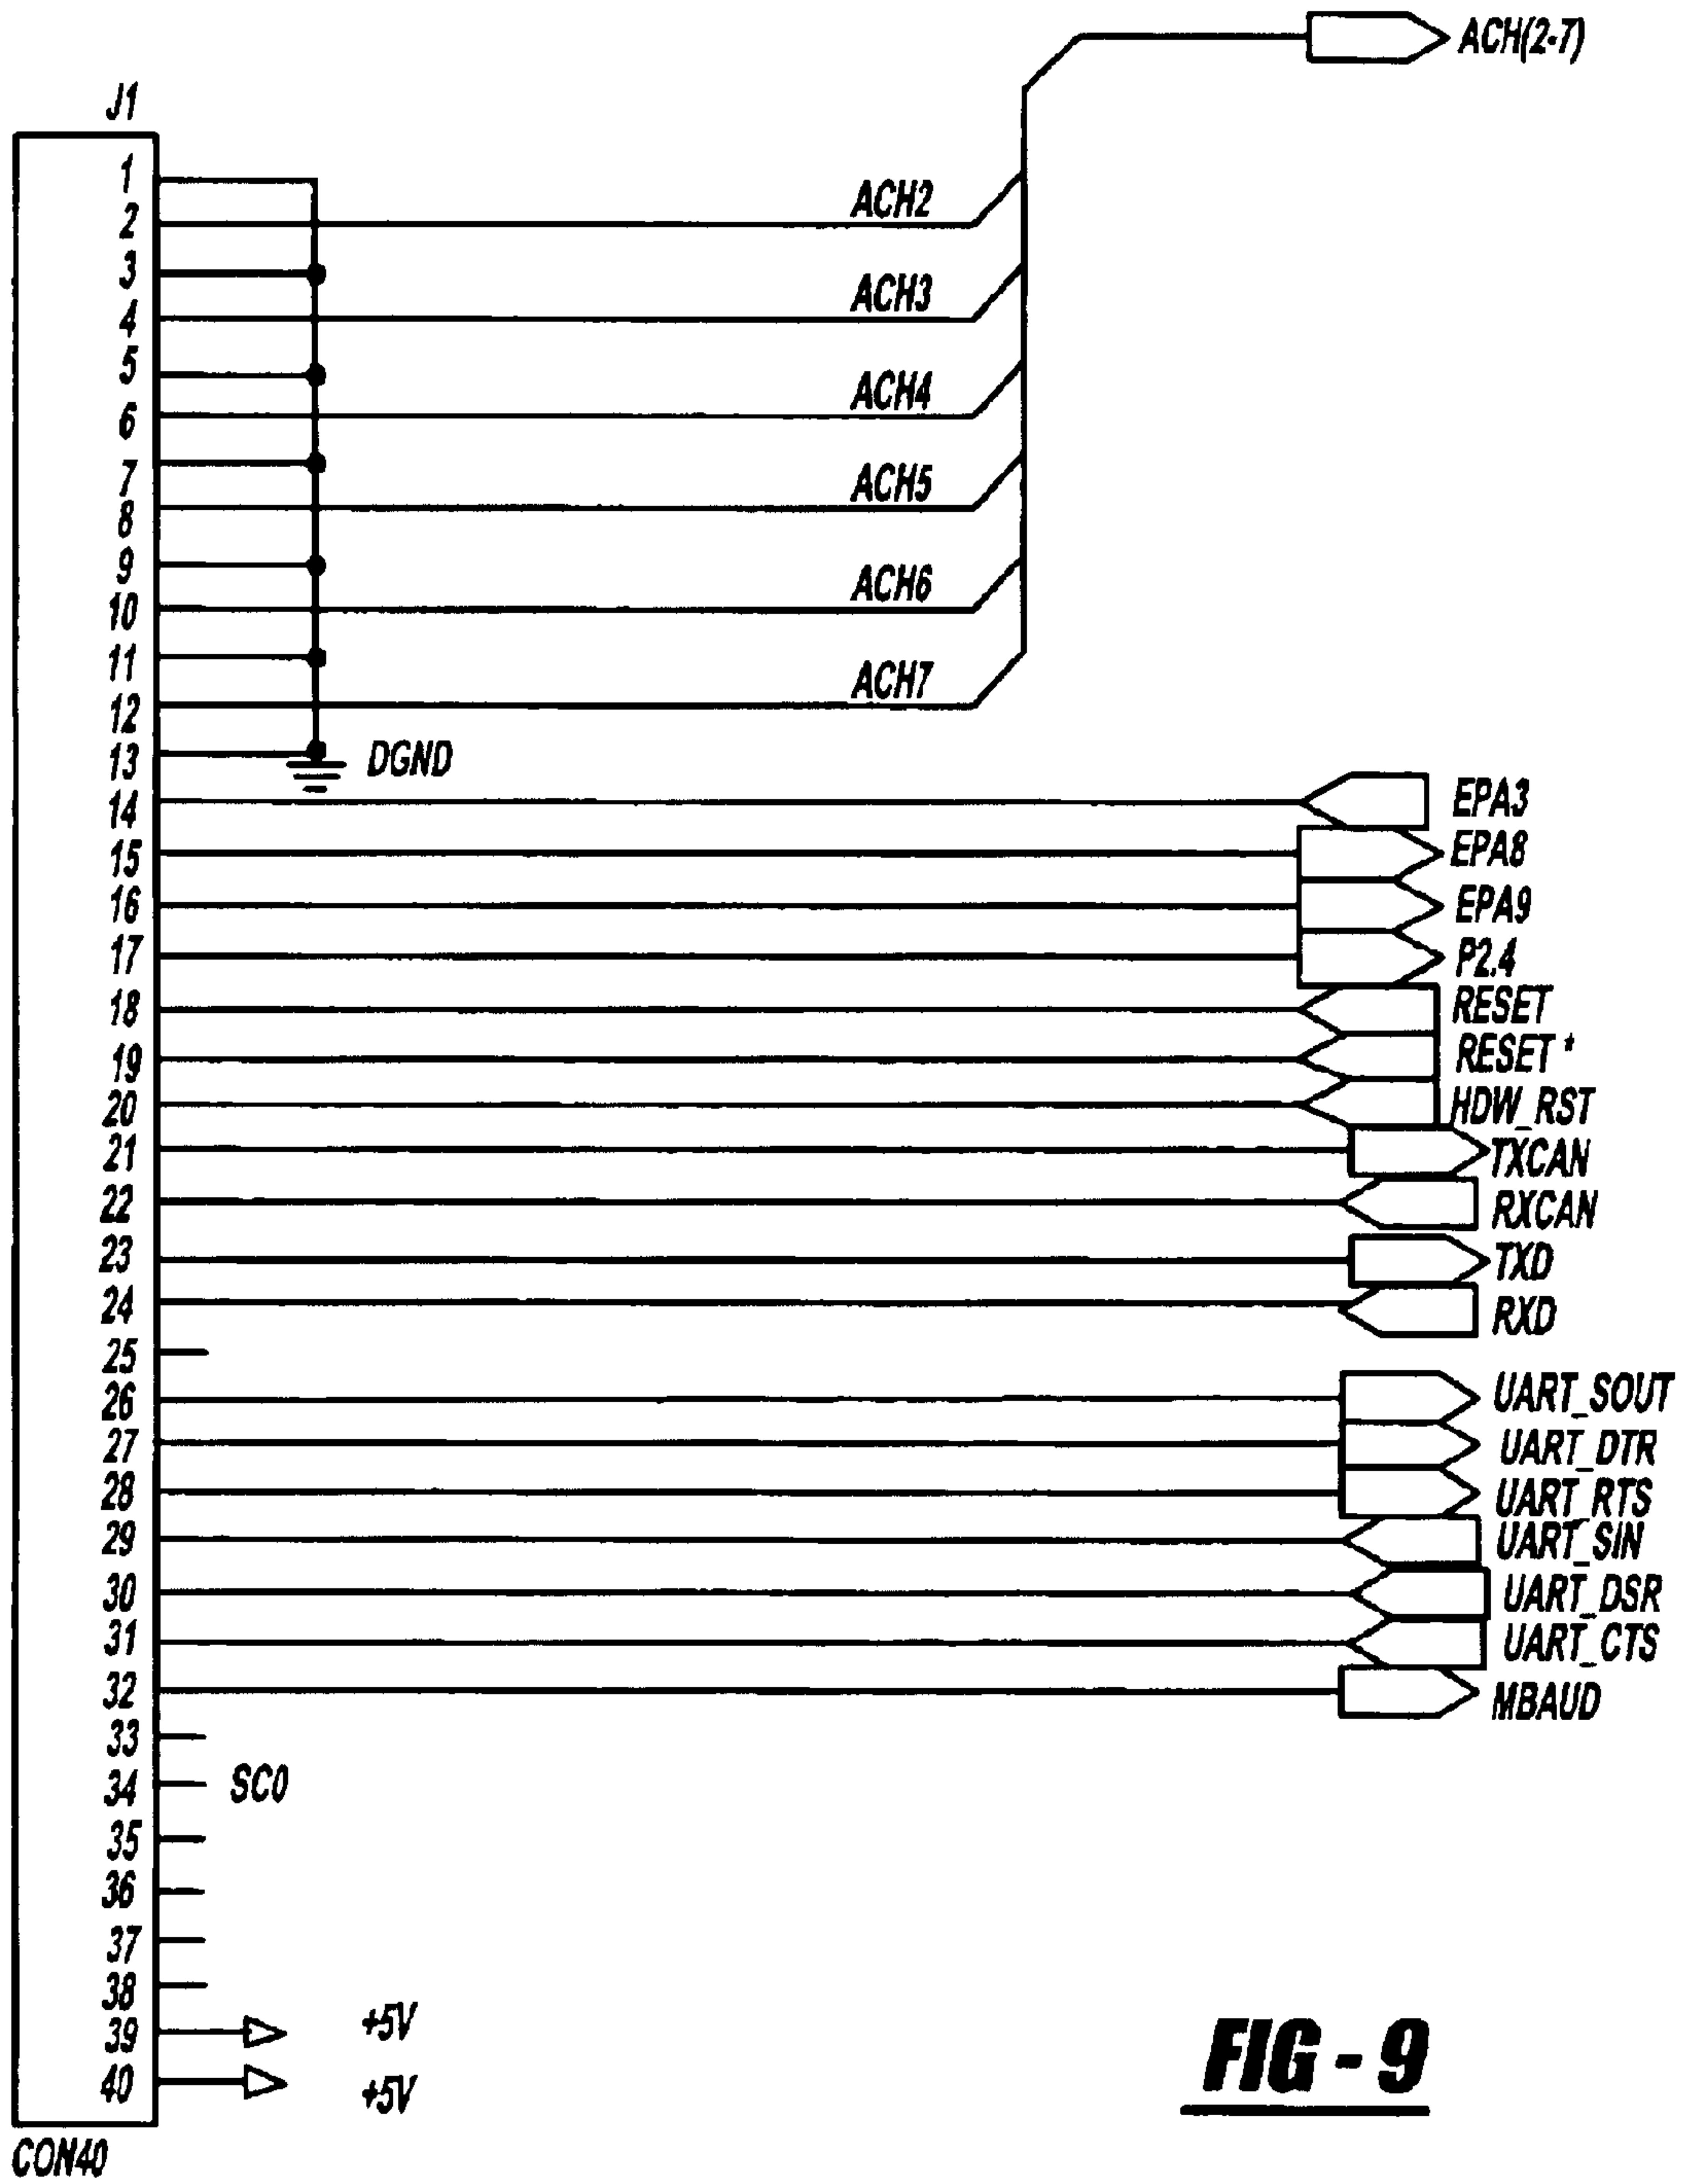 ACH(2-7)
J1
1
ACH2
2
3
ACH3
4
5
ACH4
6
7
ACH5
8
9
ACH6
10
11
ACH7
12
13 DGND
14 EPA3
15 EPA8
16 EPA9
17 P2.4
18 RESET
19 RESET*
20 HDW_RST
21 TXCAN
22 RXCAN
23 TXD
24 RXD
25
26 UART_SOUT
27 UART_DTR
28 UART_RTS
29 UART_SIN
30 UART_DSR
31 UART_CTS
32 MBAUD
33
34 SC0
35
36
37
38
39 +5V
40 +5V
CON40
FIG - 9